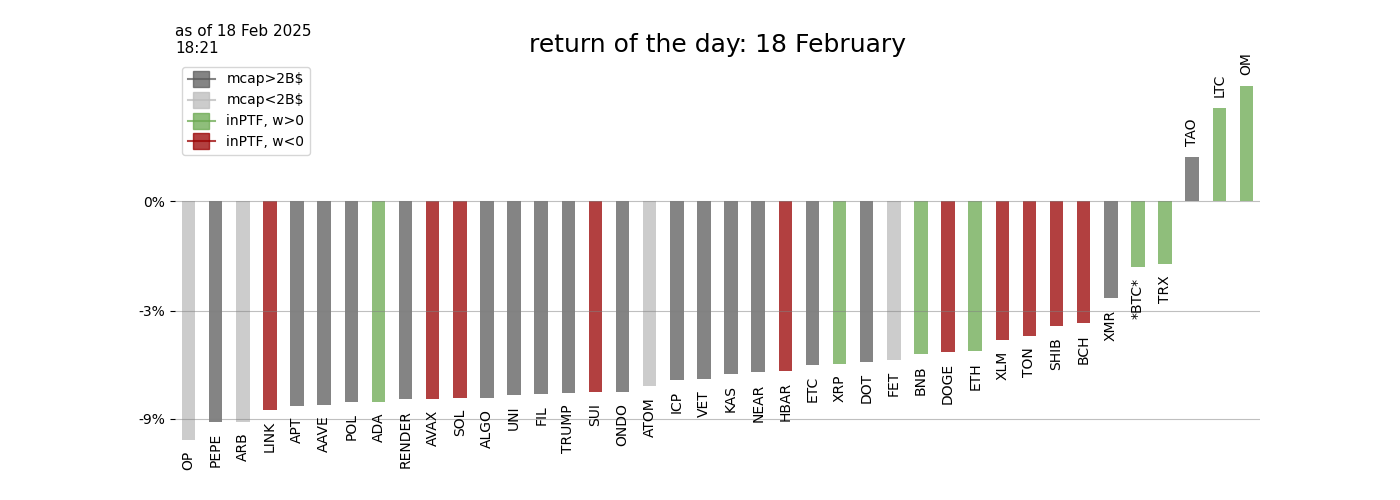 as of 18 Feb 2025
18:21
return of the day: 18 February
mcap>2B$
mcap<2B$
inPTF, w>0
inPTF, w<0
0%
-3%
-9%
OP
PEPE
ARB
LINK
APT
AAVE
POL
ADA
RENDER
AVAX
SOL
ALGO
UNI
FIL
TRUMP
SUI
ONDO
ATOM
ICP
VET
KAS
NEAR
HBAR
ETC
XRP
DOT
FET
BNB
DOGE
ETH
XLM
TON
SHIB
BCH
XMR
*BTC*
TRX
TAO
LTC
OM